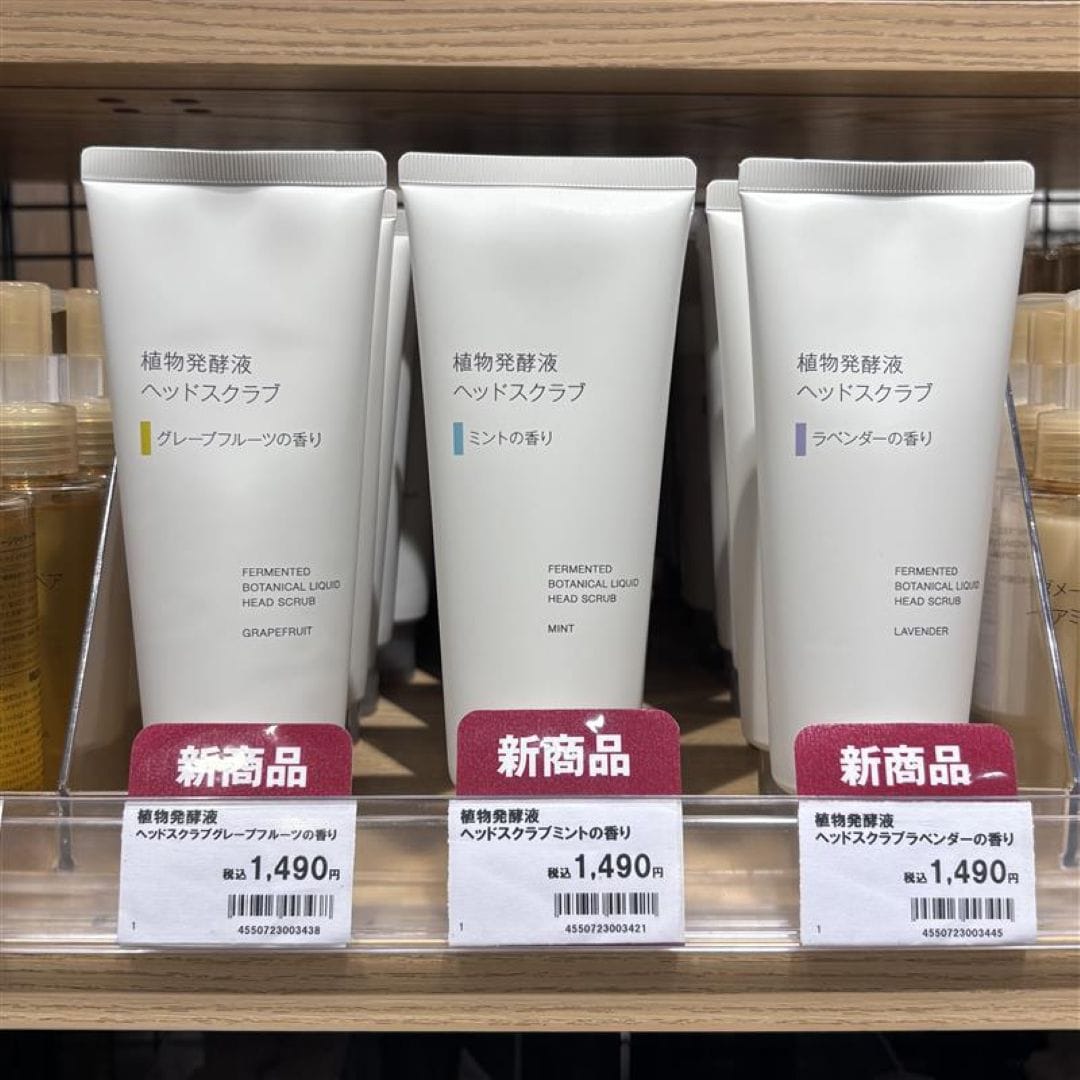 植物発酵液
ヘッドスクラブ
グレープフルーツの香り
FERMENTED
BOTANICAL LIQUID
HEAD SCRUB
GRAPEFRUIT
植物発酵液
ヘッドスクラブ
ミントの香り
FERMENTED
BOTANICAL LIQUID
HEAD SCRUB
MINT
植物発酵液
ヘッドスクラブ
ラベンダーの香り
FERMENTED
BOTANICAL LIQUID
HEAD SCRUB
LAVENDER
新商品
植物発酵液
ヘッドスクラブグレープフルーツの香り
税込1,490円
1
4550723003438
新商品
植物発酵液
ヘッドスクラブミントの香り
税込1,490円
1
4550723003421
新商品
植物発酵液
ヘッドスクラブラベンダーの香り
税込1,490円
1
4550723003445